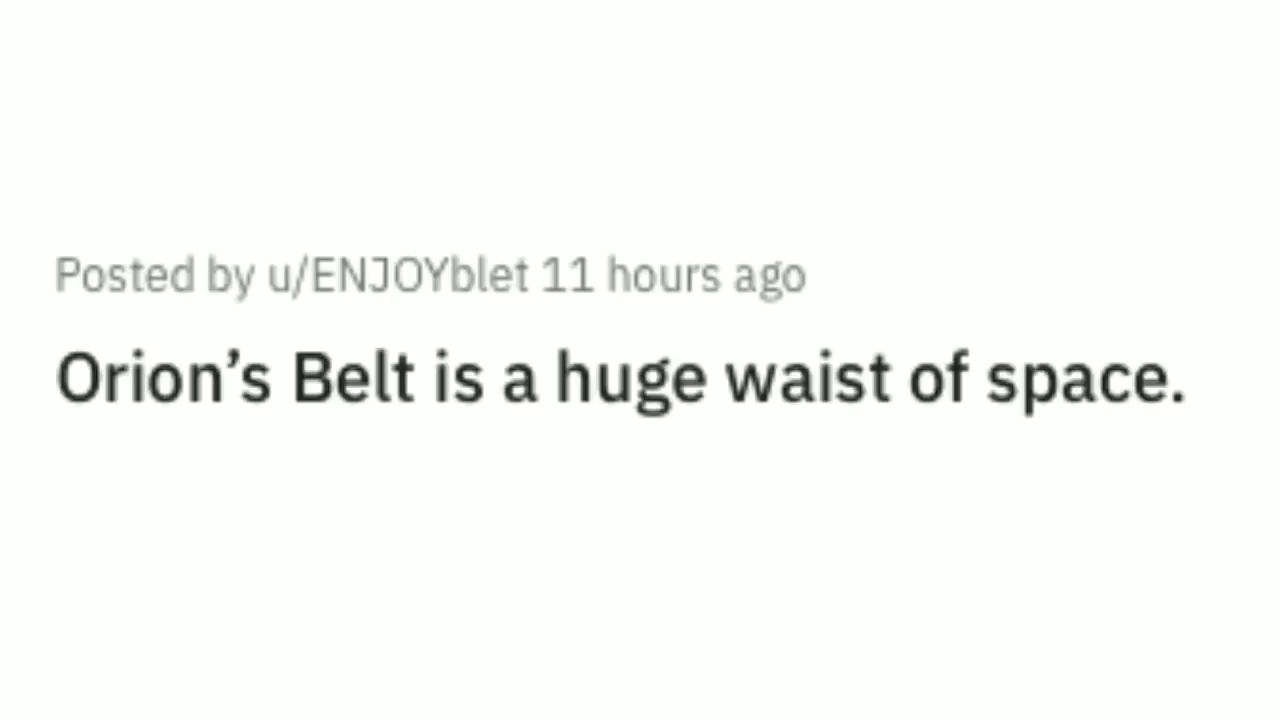 Posted by u/ENJOYblet 11 hours ago
Orion’s Belt is a huge waist of space.